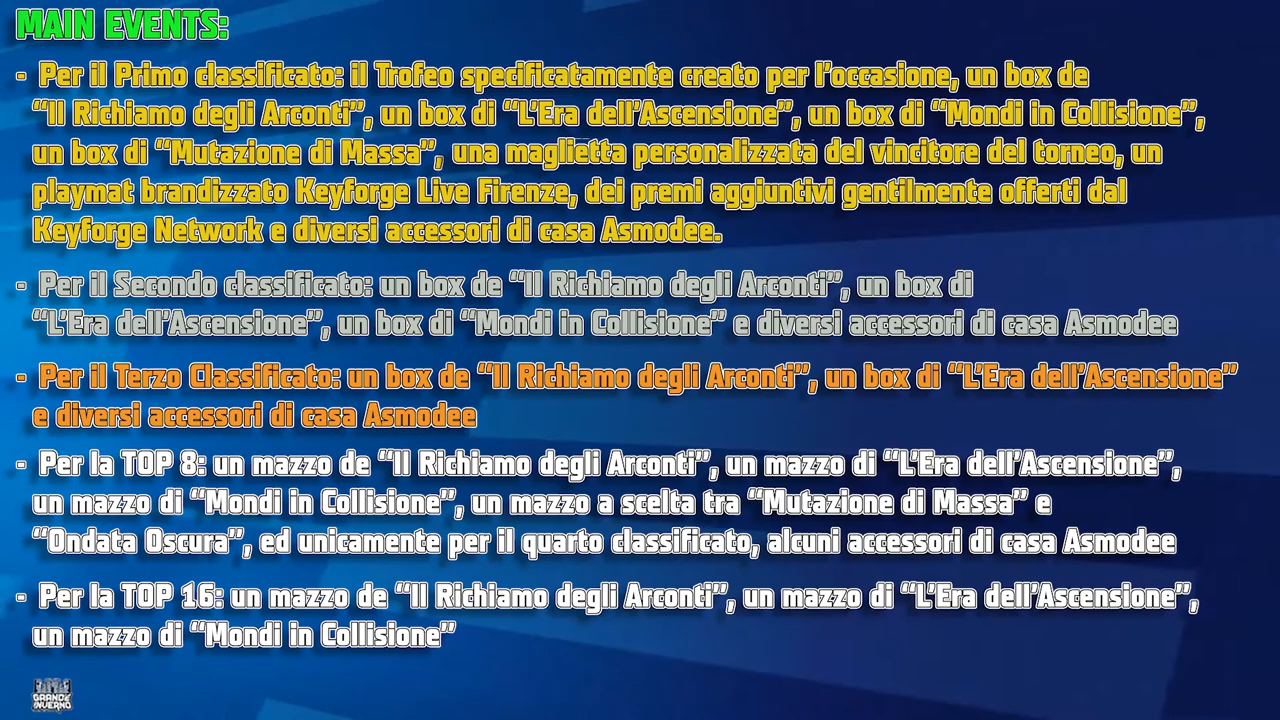 MAIN EVENTS:
- Per il Primo classificato: il Trofeo specificatamente creato per l'occasione, un box de
"Il Richiamo degli Arconti", un box di "L'Era dell'Ascensione", un box di "Mondi in Collisione",
un box di "Mutazione di Massa", una maglietta personalizzata del vincitore del torneo, un
playmat brandizzato Keyforge Live Firenze, dei premi aggiuntivi gentilmente offerti dal
Keyforge Network e diversi accessori di casa Asmodee.
- Per il Secondo classificato: un box de "Il Richiamo degli Arconti", un box di
"L'Era dell'Ascensione", un box di "Mondi in Collisione" e diversi accessori di casa Asmodee
- Per il Terzo Classificato: un box de "Il Richiamo degli Arconti", un box di "L'Era dell'Ascensione"
e diversi accessori di casa Asmodee
- Per la TOP 8: un mazzo de "Il Richiamo degli Arconti", un mazzo di "L'Era dell'Ascensione",
un mazzo di "Mondi in Collisione", un mazzo a scelta tra "Mutazione di Massa" e
"Ondata Oscura", ed unicamente per il quarto classificato, alcuni accessori di casa Asmodee
- Per la TOP 16: un mazzo de "Il Richiamo degli Arconti", un mazzo di "L'Era dell'Ascensione",
un mazzo di "Mondi in Collisione"
GRANDE
INVERNO